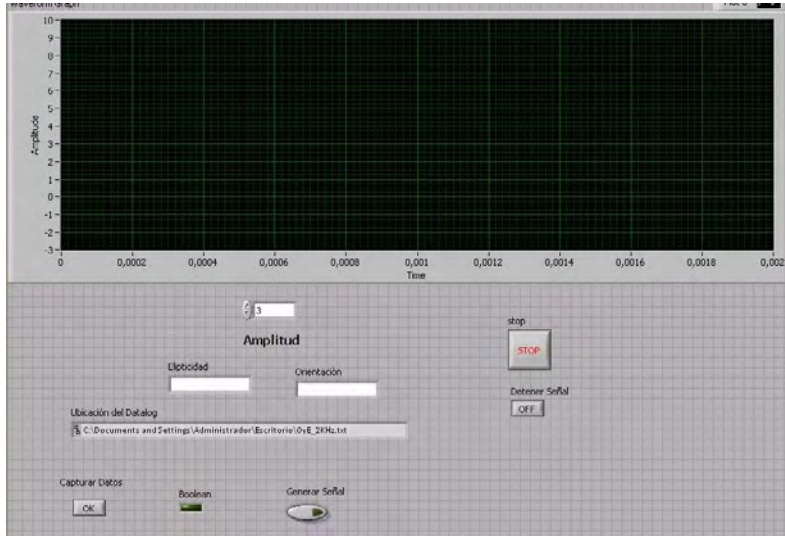 Waveform Graph
10
9
8
7
6
5
4
3
2
1
0
-1
-2
-3
Amplitude
0 0,0002 0,0004 0,0006 0,0008 0,001 0,0012 0,0014 0,0016 0,0018 0,002
Time
3
Amplitud
stop
STOP
Elipticidad
Orientación
Detener Señal
OFF
Ubicación del Datalog
C:\Documents and Settings\Administrador\Escritorio\OyE_2KHz.txt
Capturar Datos
OK
Boolean
Generar Señal